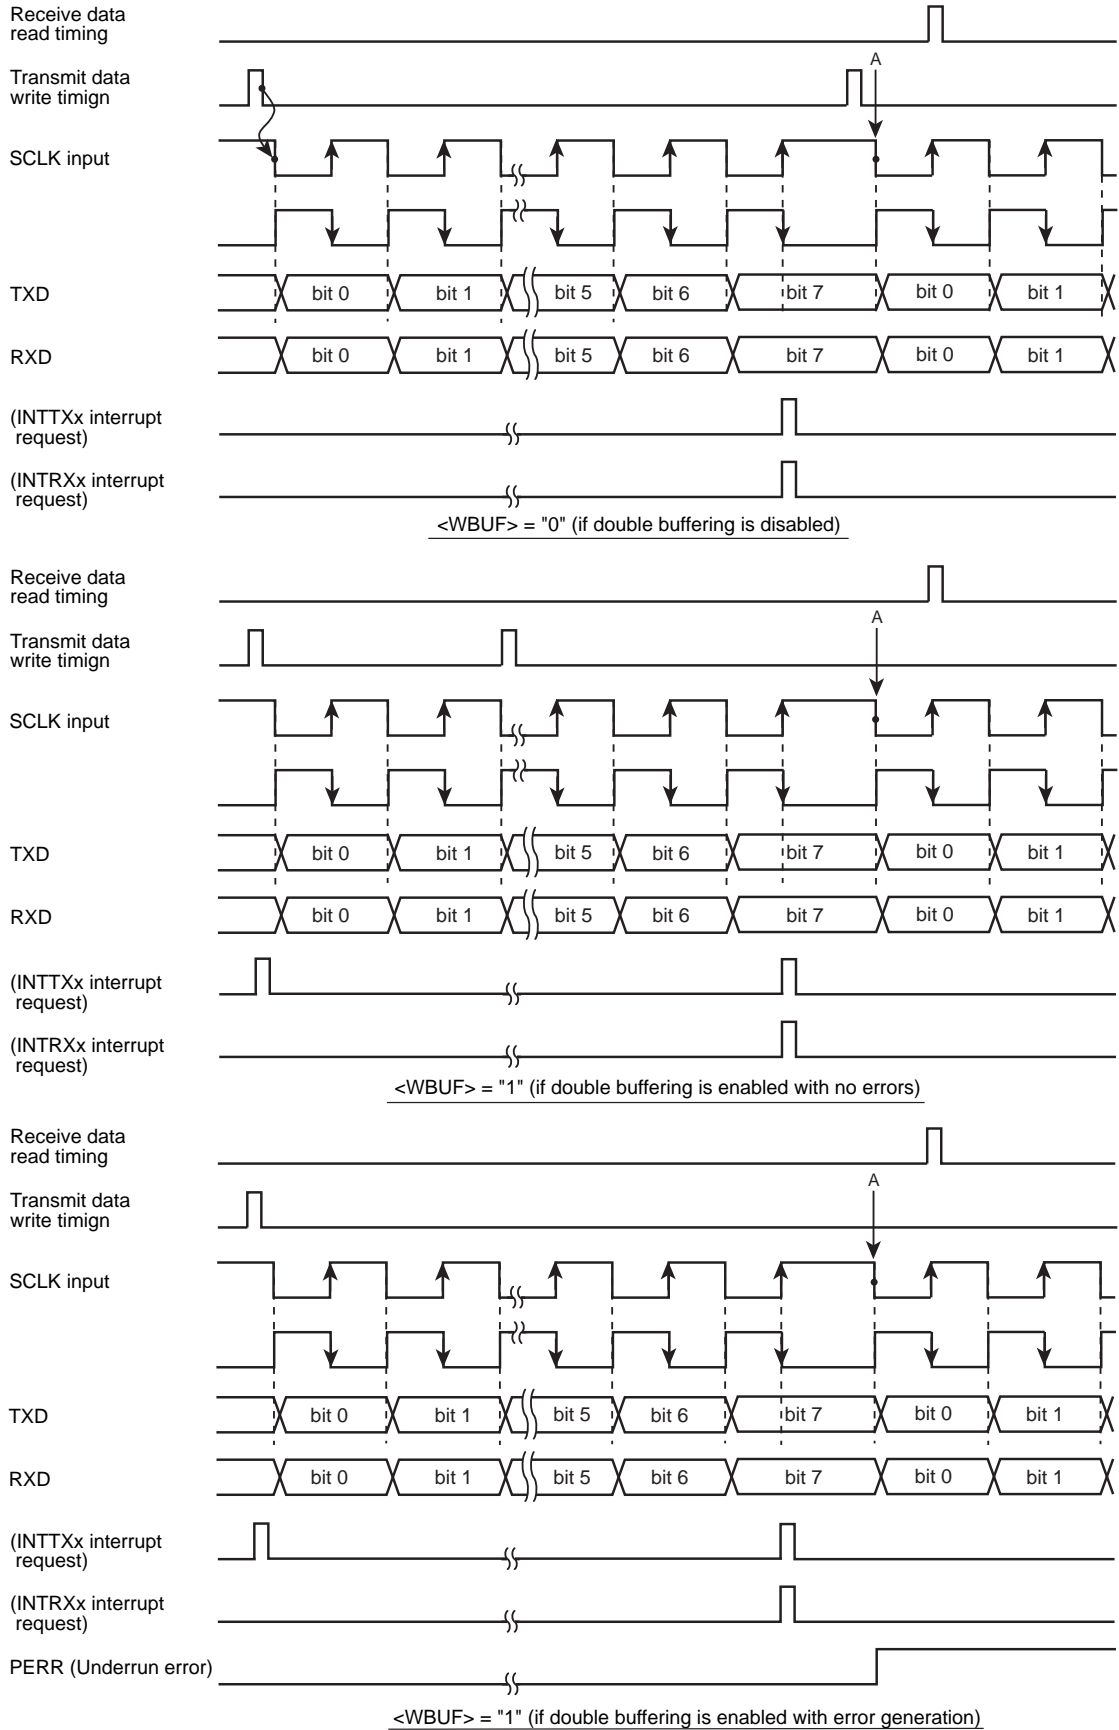 Receive data
read timing
A
Transmit data
write timign
SCLK input
TXD bit 0 bit 1 bit 5 bit 6 bit 7 bit 0 bit 1
RXD bit 0 bit 1 bit 5 bit 6 bit 7 bit 0 bit 1
(INTTXx interrupt
request)
(INTRXx interrupt
request)
<WBUF> = "0" (if double buffering is disabled)
Receive data
read timing
A
Transmit data
write timign
SCLK input
TXD bit 0 bit 1 bit 5 bit 6 bit 7 bit 0 bit 1
RXD bit 0 bit 1 bit 5 bit 6 bit 7 bit 0 bit 1
(INTTXx interrupt
request)
(INTRXx interrupt
request)
<WBUF> = "1" (if double buffering is enabled with no errors)
Receive data
read timing
A
Transmit data
write timign
SCLK input
TXD bit 0 bit 1 bit 5 bit 6 bit 7 bit 0 bit 1
RXD bit 0 bit 1 bit 5 bit 6 bit 7 bit 0 bit 1
(INTTXx interrupt
request)
(INTRXx interrupt
request)
PERR (Underrun error)
<WBUF> = "1" (if double buffering is enabled with error generation)